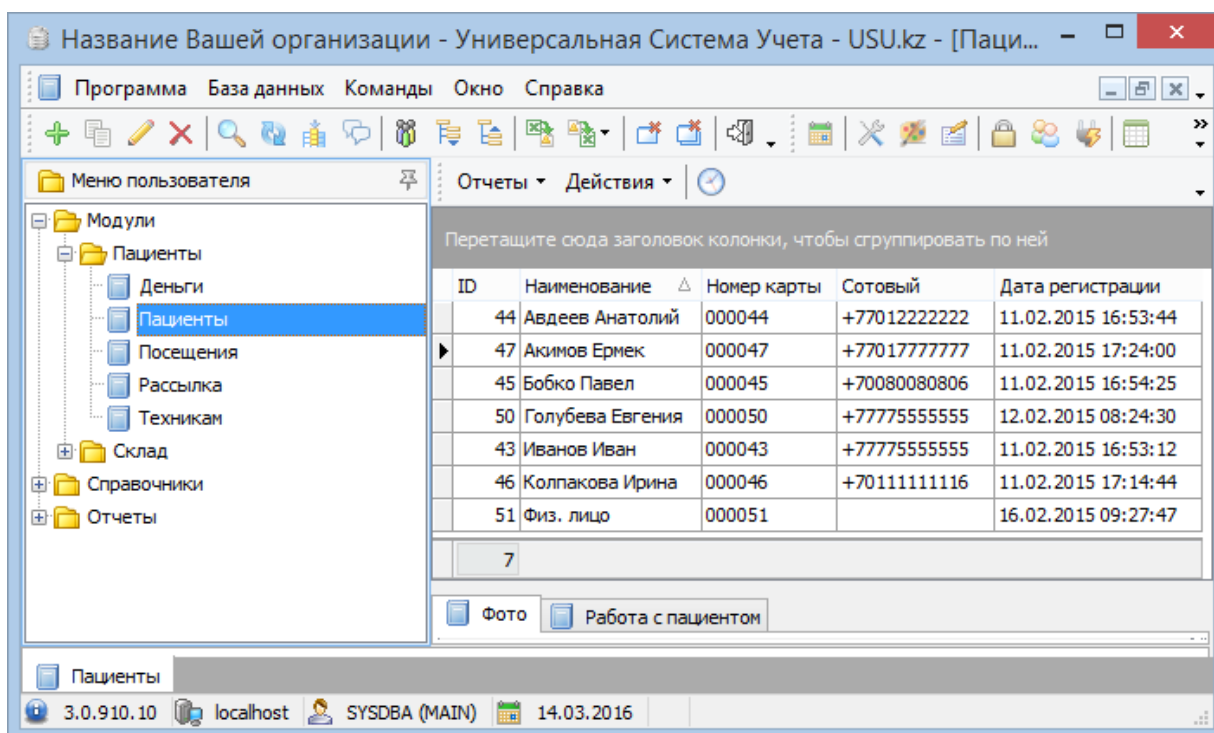 Название Вашей организации - Универсальная Система Учета - USU.kz - [Паци...
Программа База данных Команды Окно Справка
Меню пользователя
Отчеты Действия
Модули
Пациенты
Деньги
Пациенты
Посещения
Рассылка
Техникам
Склад
Справочники
Отчеты
Перетащите сюда заголовок колонки, чтобы сгруппировать по ней
ID Наименование Номер карты Сотовый Дата регистрации
44 Авдеев Анатолий 000044 +77012222222 11.02.2015 16:53:44
47 Акимов Ермек 000047 +77017777777 11.02.2015 17:24:00
45 Бобко Павел 000045 +70080080806 11.02.2015 16:54:25
50 Голубева Евгения 000050 +77775555555 12.02.2015 08:24:30
43 Иванов Иван 000043 +77775555555 11.02.2015 16:53:12
46 Колпакова Ирина 000046 +70111111116 11.02.2015 17:14:44
51 Физ. лицо 000051 16.02.2015 09:27:47
7
Фото Работа с пациентом
Пациенты
3.0.910.10 localhost SYSDBA (MAIN) 14.03.2016